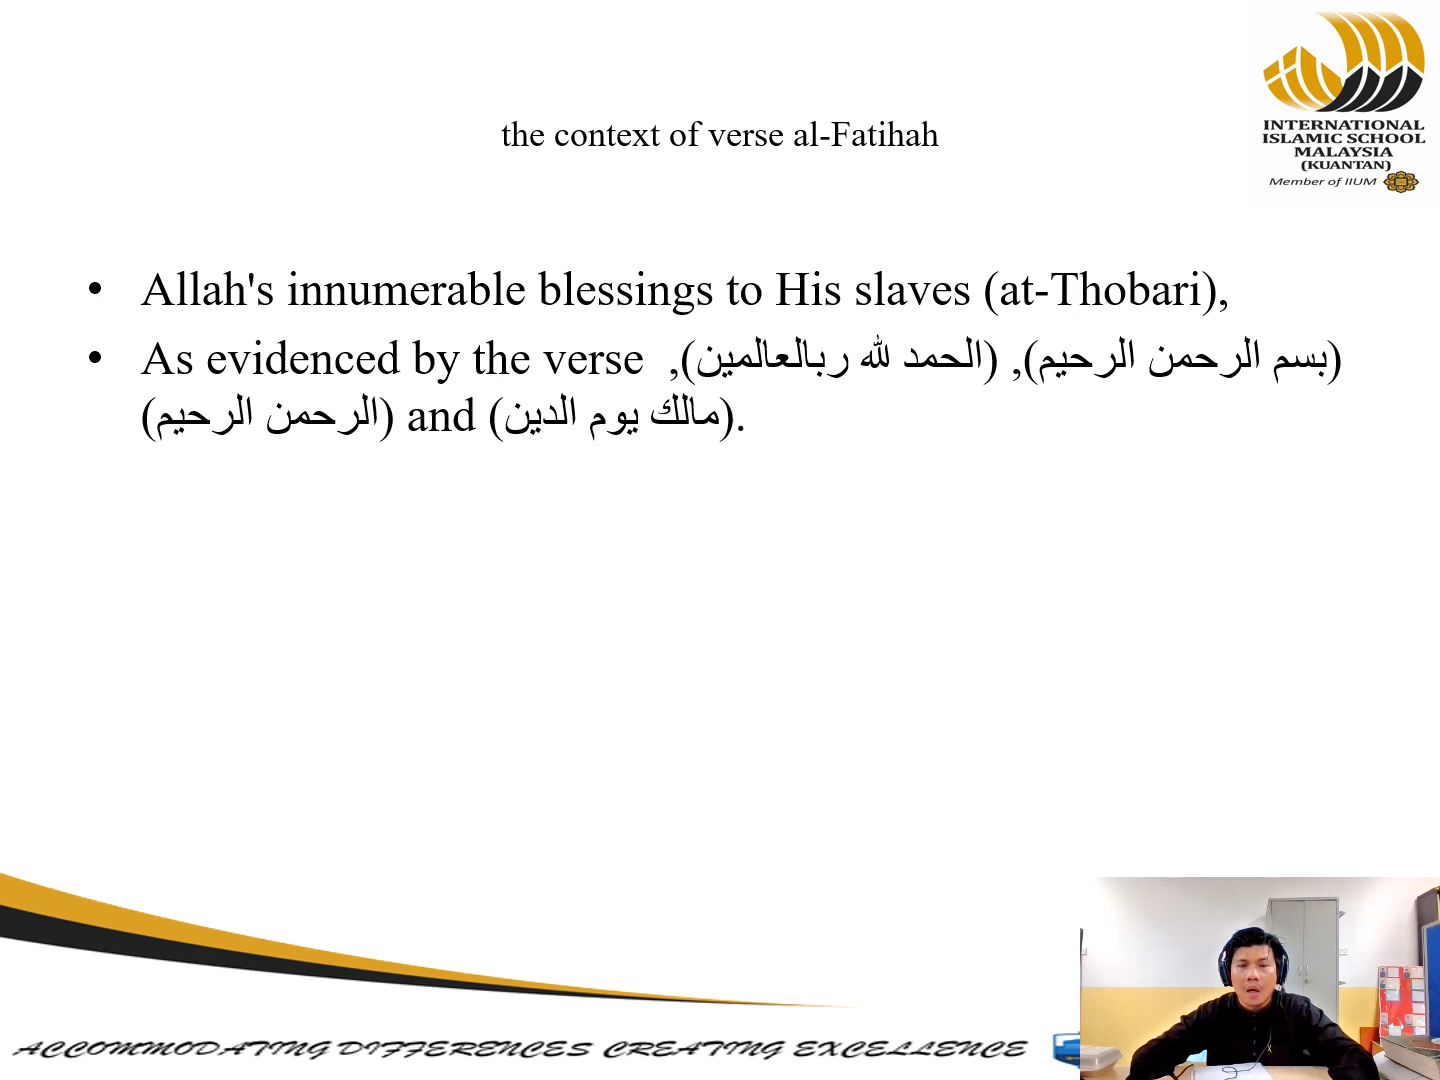 INTERNATIONAL
ISLAMIC SCHOOL
MALAYSIA
(KUANTAN)
Member of IIUM
the context of verse al-Fatihah
• Allah's innumerable blessings to His slaves (at-Thobari),
• As evidenced by the verse (بسم الرحمن الرحيم), (الحمد لله ربالعالمين),
(الرحمن الرحيم) and (مالك يوم الدين).
ACCOMMODATING DIFFERENCES CREATING EXCELLENCE